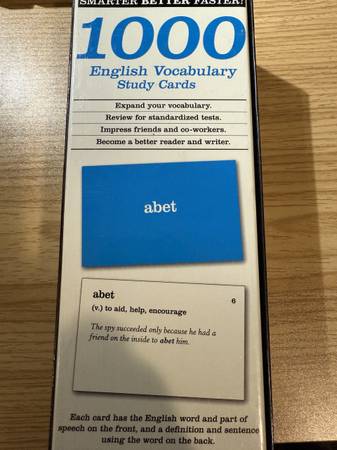 SMARTER BETTER FASTER!
1000
English Vocabulary
Study Cards
Expand your vocabulary.
Review for standardized tests.
Impress friends and co-workers.
Become a better reader and writer.
abet
abet
6
(v.) to aid, help, encourage
The spy succeeded only because he had a
friend on the inside to abet him.
Each card has the English word and part of
speech on the front, and a definition and sentence
using the word on the back.